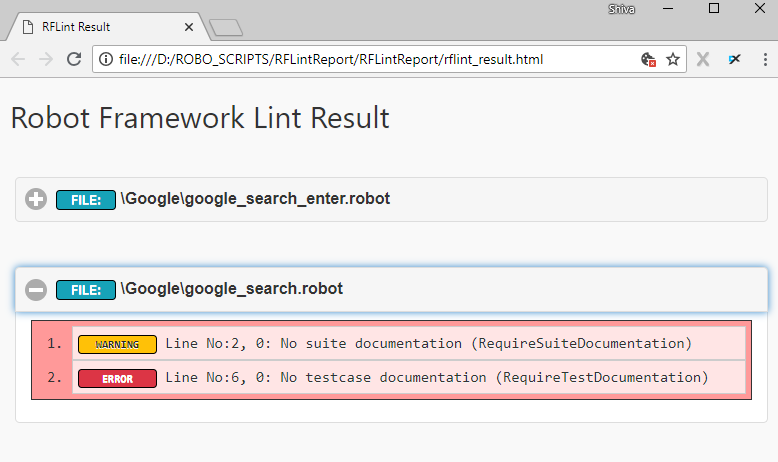 Shiva
RFLint Result
file:///D:/ROBO_SCRIPTS/RFLintReport/RFLintReport/rflint_result.html
Robot Framework Lint Result
FILE: \Google\google_search_enter.robot
FILE: \Google\google_search.robot
1. WARNING Line No:2, 0: No suite documentation (RequireSuiteDocumentation)
2. ERROR Line No:6, 0: No testcase documentation (RequireTestDocumentation)